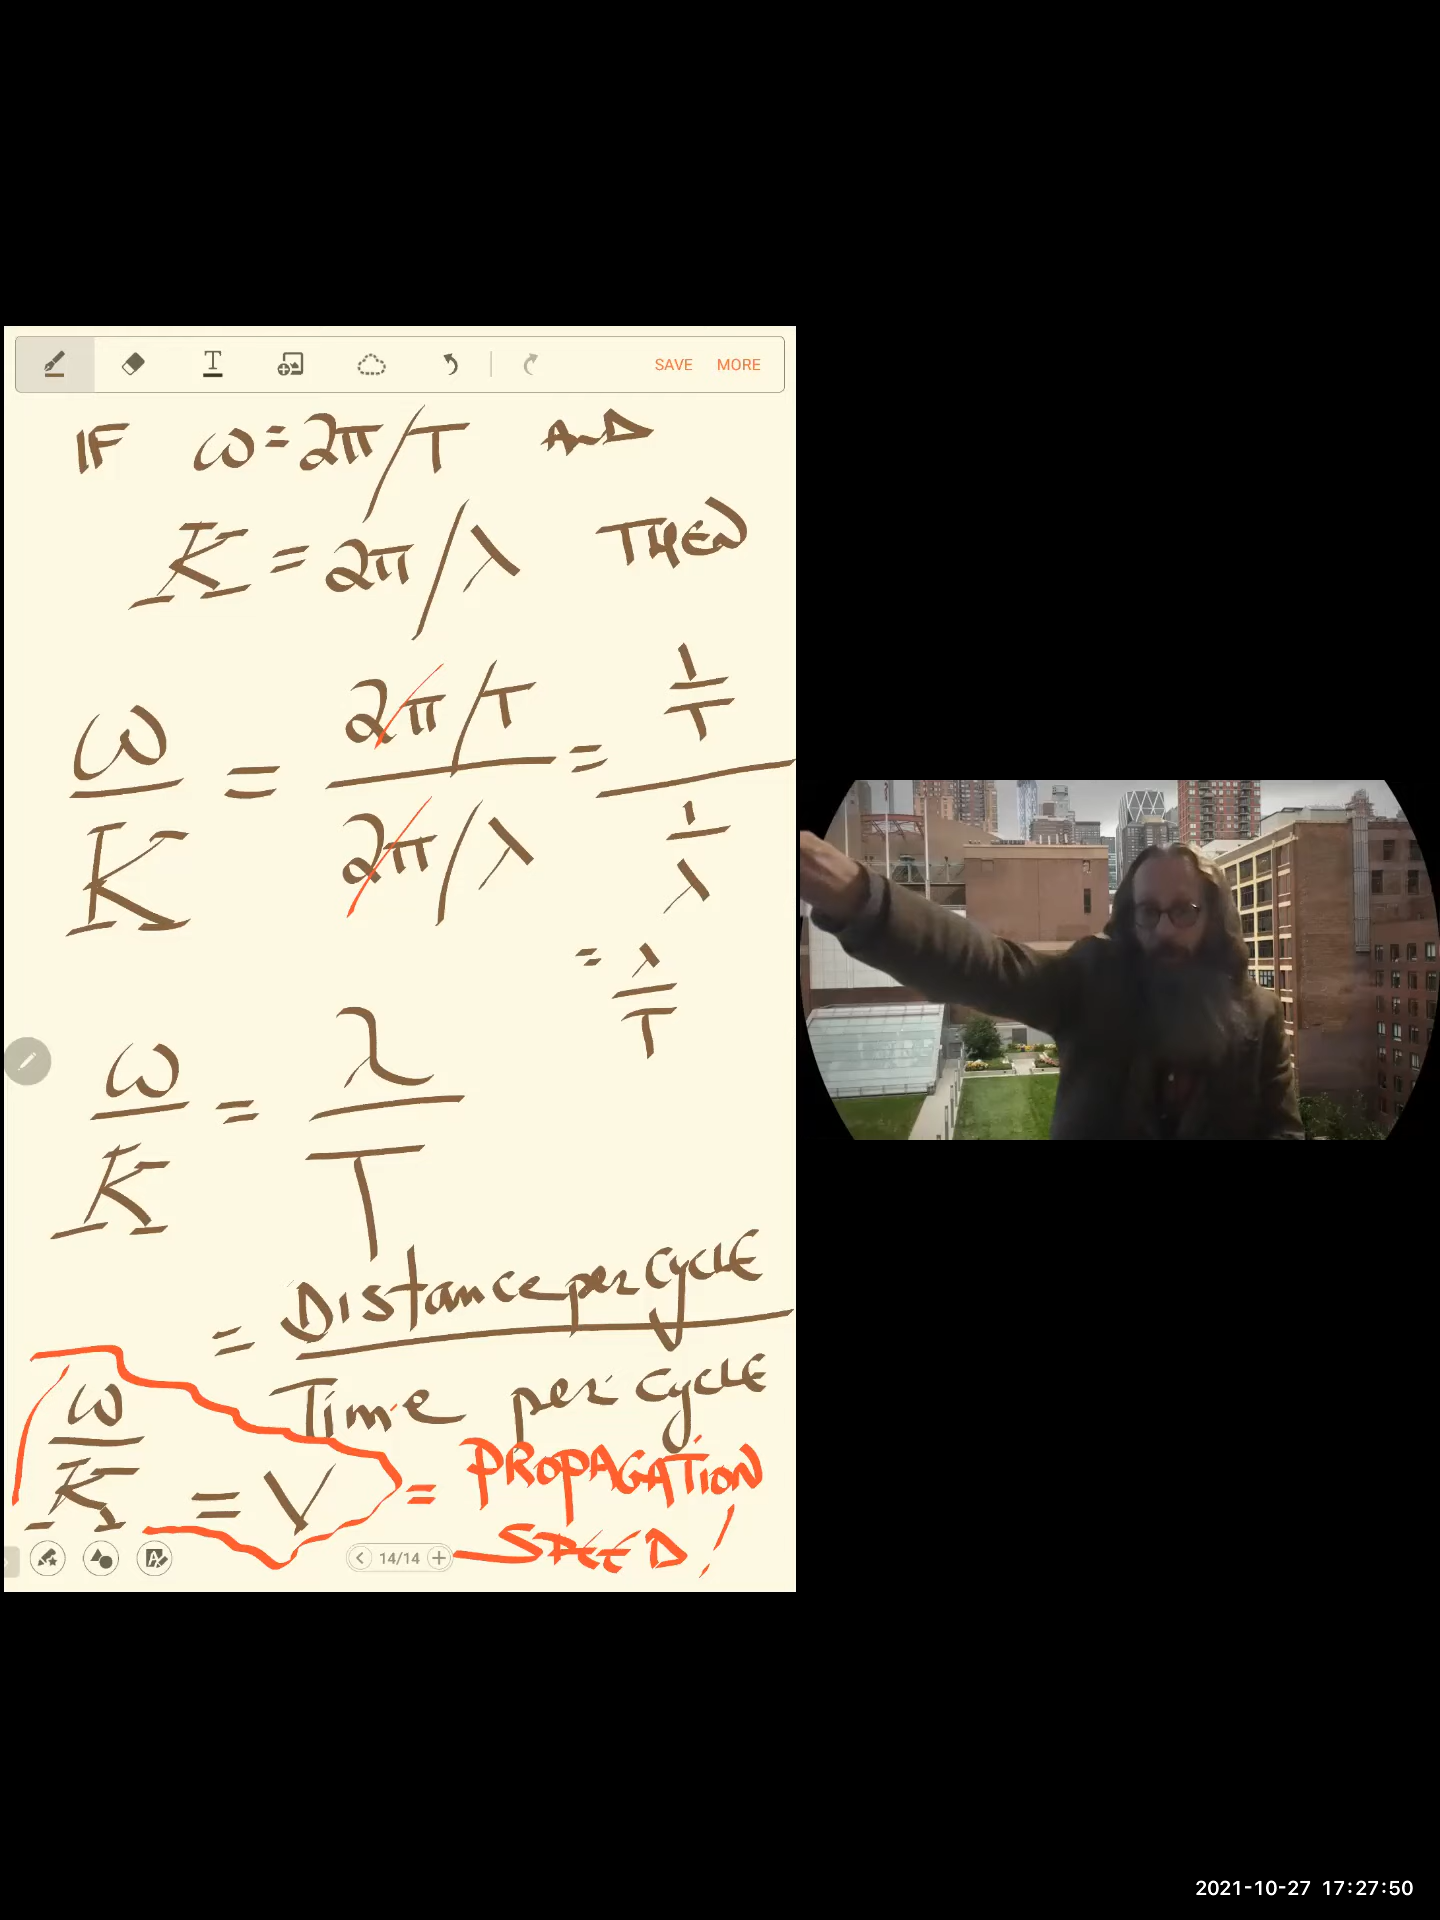 SAVE MORE
IF ω = 2π/T AND
K = 2π/λ THEN
ω/K = (2π/T)/(2π/λ) = (1/T)/(1/λ)
= λ/T
ω/K = λ/T
= Distance per cycle
Time per cycle
ω/K = V = PROPAGATION
SPEED!
14/14
2021-10-27 17:27:50